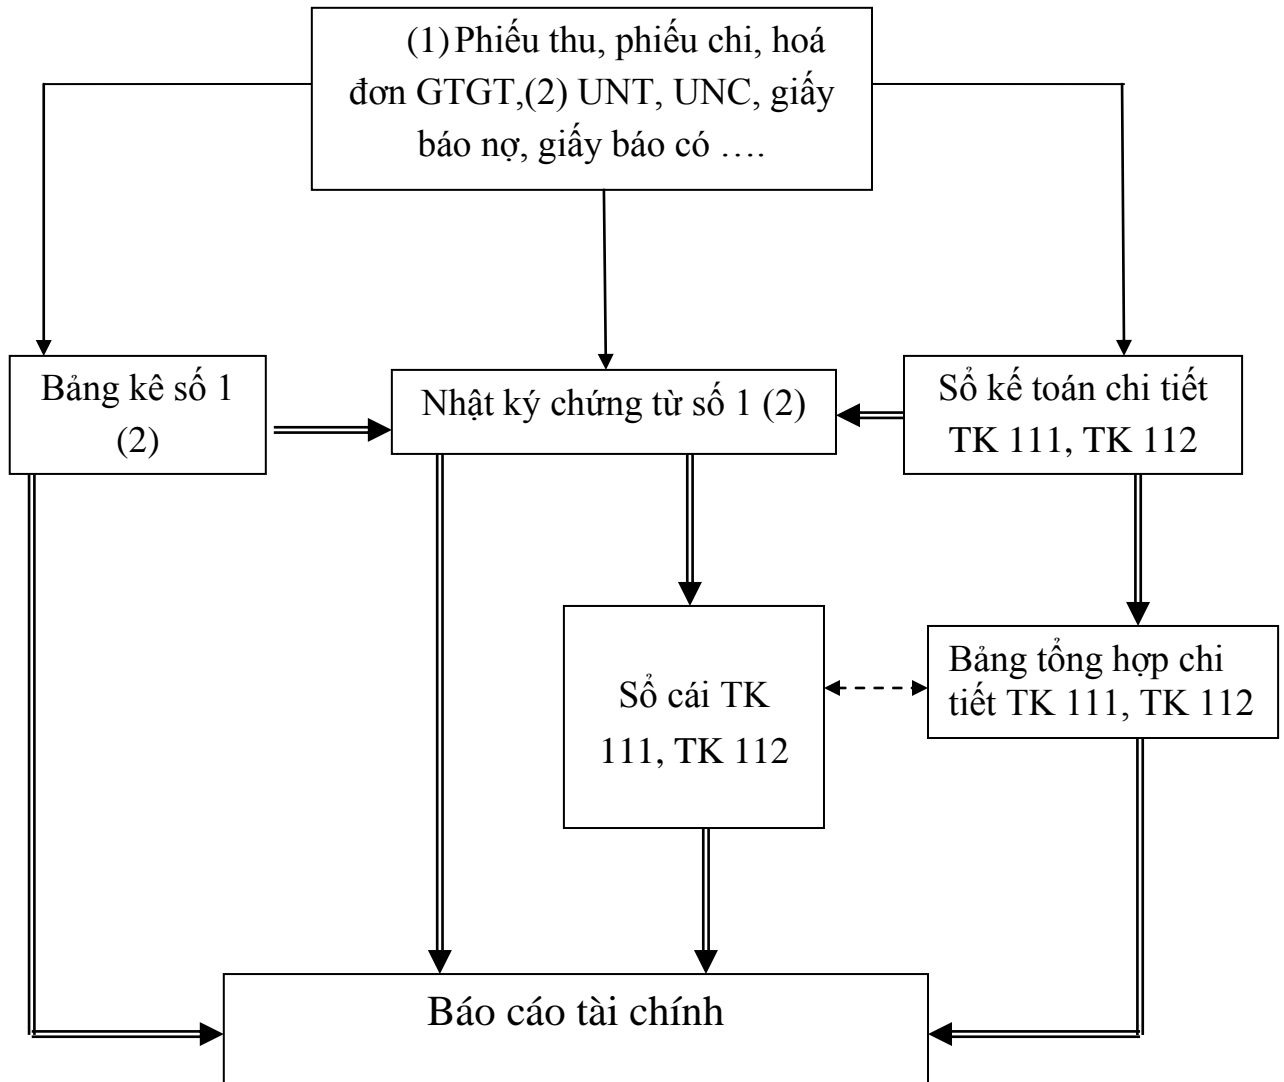 (1)Phiếu thu, phiếu chi, hoá
đơn GTGT,(2) UNT, UNC, giấy
báo nợ, giấy báo có ….
Bảng kê số 1
(2)
Nhật ký chứng từ số 1 (2)
Sổ kế toán chi tiết
TK 111, TK 112
Sổ cái TK
111, TK 112
Bảng tổng hợp chi
tiết TK 111, TK 112
Báo cáo tài chính